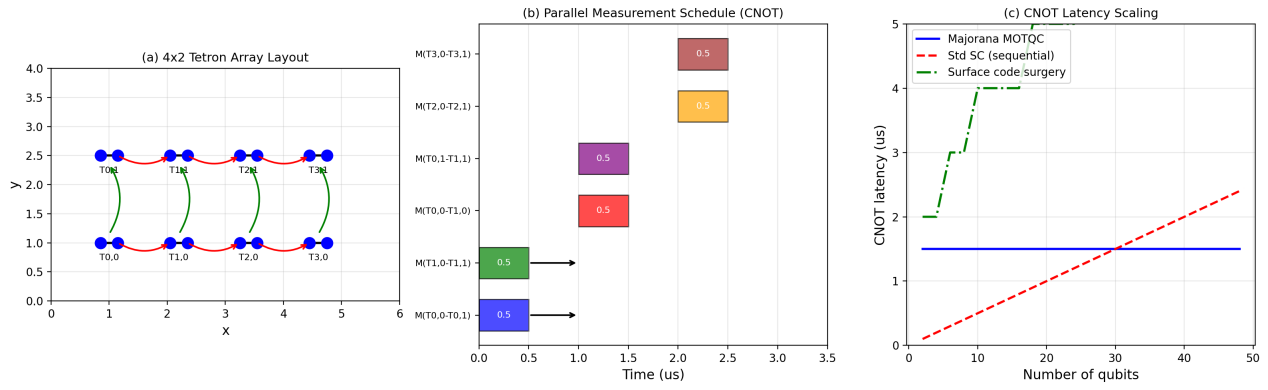 (a) 4x2 Tetron Array Layout
4.0
3.5
3.0
2.5
2.0
1.5
1.0
0.5
0.0
y
T0,1 T1,1 T2,1 T3,1
T0,0 T1,0 T2,0 T3,0
0 1 2 3 4 5 6
x
(b) Parallel Measurement Schedule (CNOT)
M(T3,0-T3,1) 0.5
M(T2,0-T2,1) 0.5
M(T0,1-T1,1) 0.5
M(T0,0-T1,0) 0.5
M(T1,0-T1,1) 0.5
M(T0,0-T0,1) 0.5
0.0 0.5 1.0 1.5 2.0 2.5 3.0 3.5
Time (us)
(c) CNOT Latency Scaling
Majorana MOTQC
Std SC (sequential)
Surface code surgery
5
4
3
2
1
0
CNOT latency (us)
0 10 20 30 40 50
Number of qubits